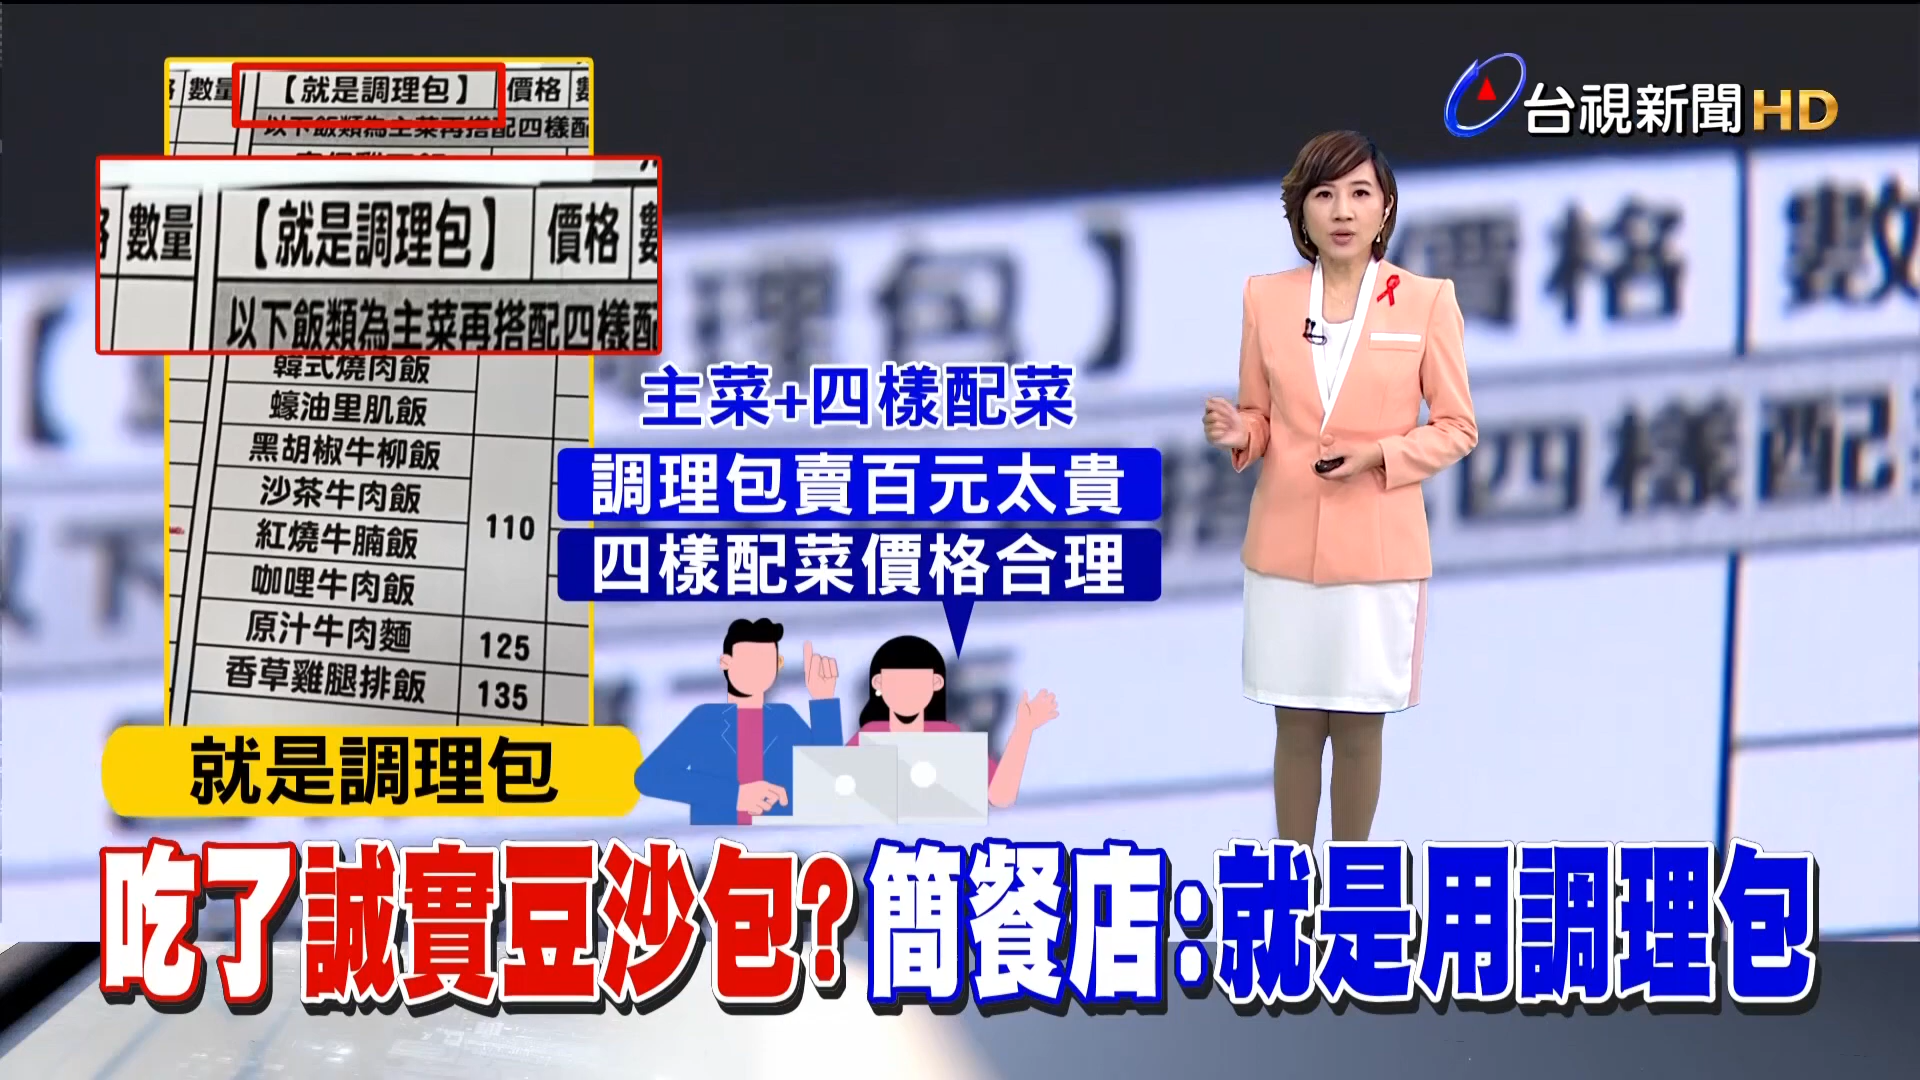 台視新聞HD
數量 【就是調理包】 價格
以下飯類為主菜再搭配四樣配
數量 【就是調理包】 價格 數
以下飯類為主菜再搭配四樣配
韓式燒肉飯
蠔油里肌飯
黑胡椒牛柳飯
沙茶牛肉飯
紅燒牛腩飯
110
咖哩牛肉飯
原汁牛肉麵 125
香草雞腿排飯 135
主菜+四樣配菜
調理包賣百元太貴
四樣配菜價格合理
就是調理包
吃了誠實豆沙包?簡餐店:就是用調理包